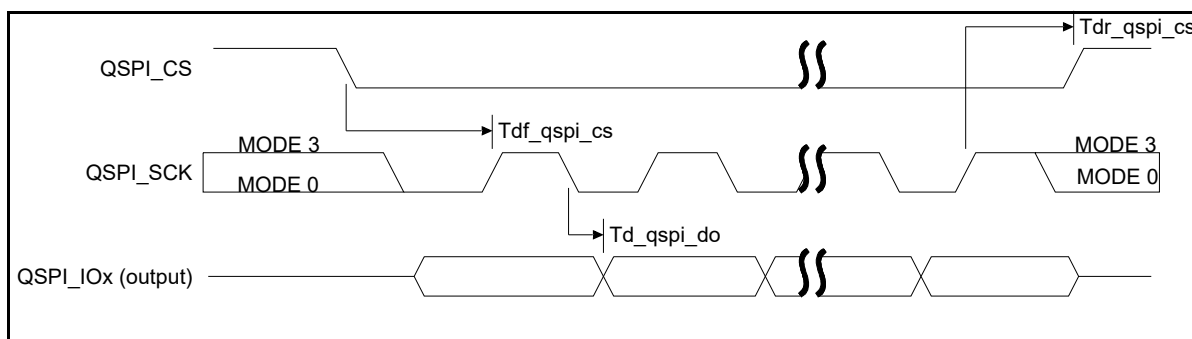 Tdr_qspi_cs
QSPI_CS
Tdf_qspi_cs
MODE 3
MODE 3
QSPI_SCK
MODE 0
MODE 0
Td_qspi_do
QSPI_IOx (output)